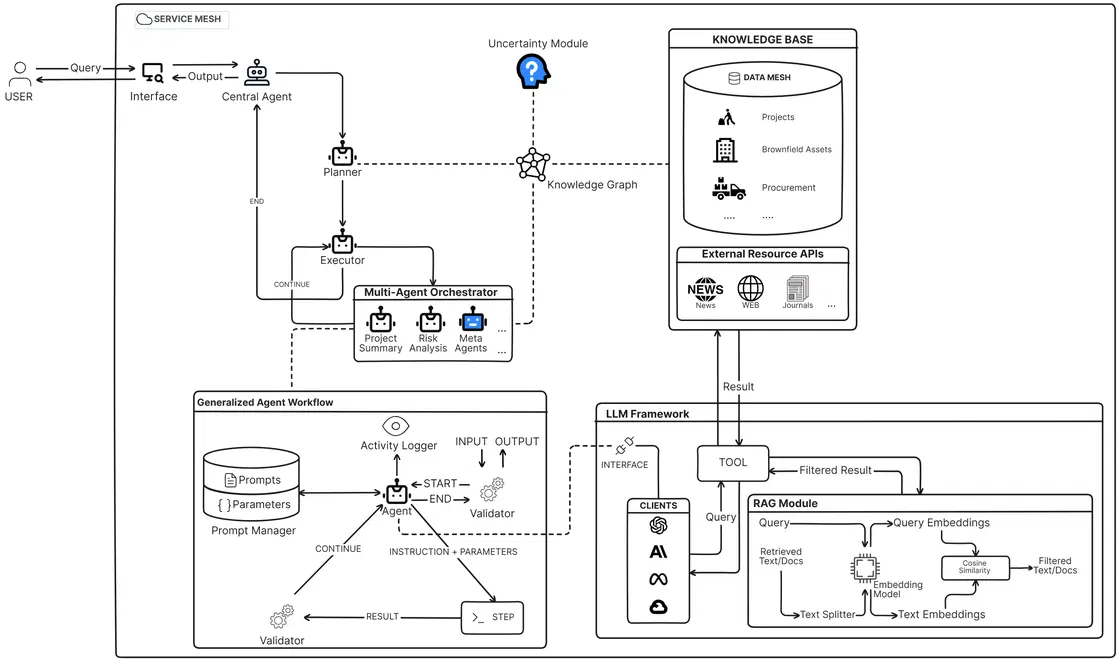 SERVICE MESH
Query
Output
USER
Interface
Central Agent
Uncertainty Module
Planner
Knowledge Graph
END
Executor
CONTINUE
Multi-Agent Orchestrator
Project
Summary
Risk
Analysis
Meta
Agents
...
...
KNOWLEDGE BASE
DATA MESH
Projects
Brownfield Assets
Procurement
....
....
External Resource APIs
NEWS
News
WEB
Journals
...
Result
Generalized Agent Workflow
Activity Logger
INPUT
OUTPUT
Prompts
{ }Parameters
Prompt Manager
START
END
Agent
Validator
CONTINUE
INSTRUCTION + PARAMETERS
RESULT
>_ STEP
Validator
LLM Framework
INTERFACE
TOOL
Filtered Result
CLIENTS
A\
Query
RAG Module
Query
Query Embeddings
Retrieved
Text/Docs
Embedding
Model
Cosine
Similarity
Filtered
Text/Docs
Text Splitter
Text Embeddings